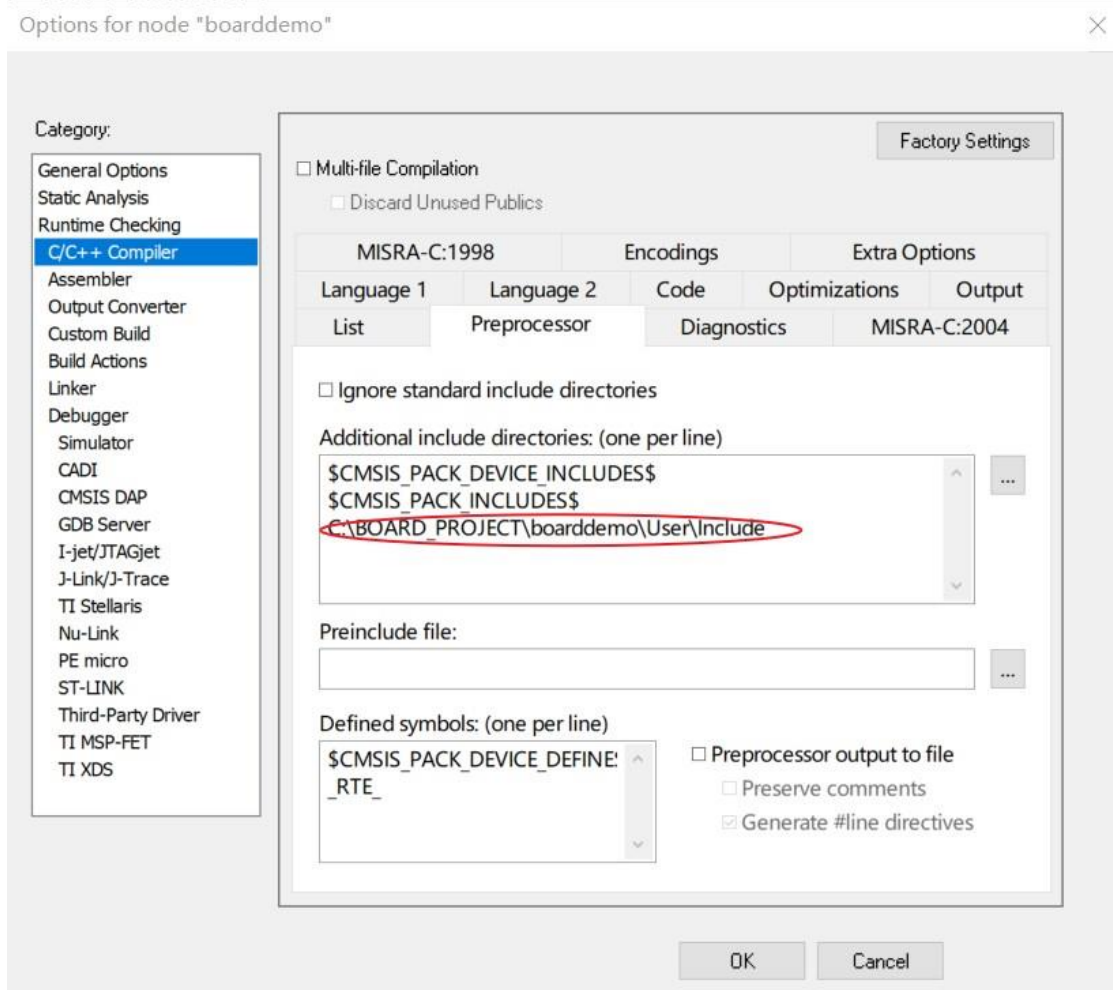 Options for node "boarddemo"
Category:
General Options
Static Analysis
Runtime Checking
C/C++ Compiler
Assembler
Output Converter
Custom Build
Build Actions
Linker
Debugger
Simulator
CADI
CMSIS DAP
GDB Server
I-jet/JTAGjet
J-Link/J-Trace
TI Stellaris
Nu-Link
PE micro
ST-LINK
Third-Party Driver
TI MSP-FET
TI XDS
Factory Settings
Multi-file Compilation
Discard Unused Publics
MISRA-C:1998 Encodings Extra Options
Language 1 Language 2 Code Optimizations Output
List Preprocessor Diagnostics MISRA-C:2004
Ignore standard include directories
Additional include directories: (one per line)
$CMSIS_PACK_DEVICE_INCLUDES$
$CMSIS_PACK_INCLUDES$
C:\BOARD_PROJECT\boarddemo\User\Include
...
Preinclude file:
...
Defined symbols: (one per line)
$CMSIS_PACK_DEVICE_DEFINE
_RTE_
Preprocessor output to file
Preserve comments
Generate #line directives
OK Cancel